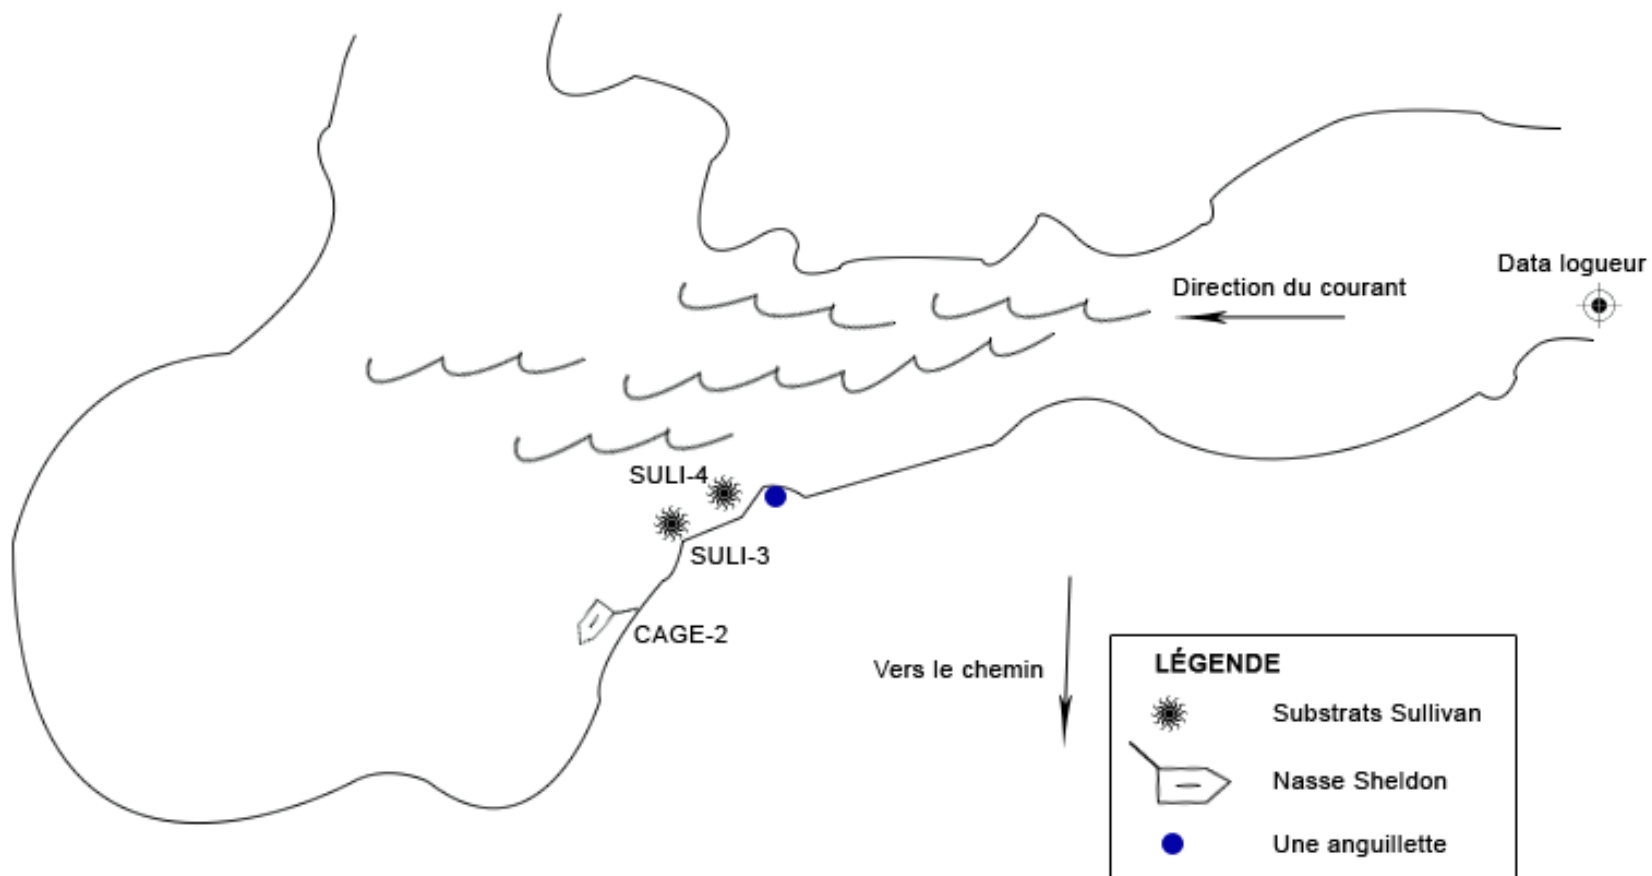 Data logueur
Direction du courant
SULI-4
SULI-3
CAGE-2
Vers le chemin
LÉGENDE
Substrats Sullivan
Nasse Sheldon
Une anguillette